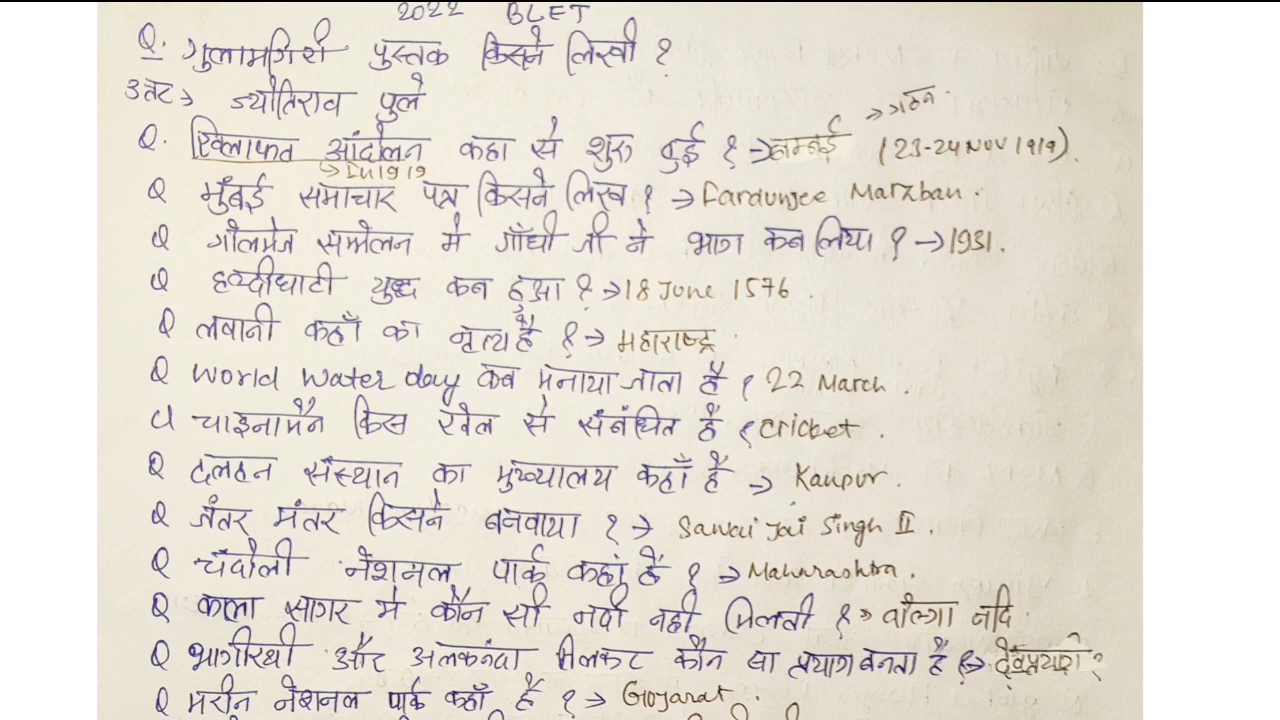 2022 BLET
Q. गुलामगिरी पुस्तक किसने लिखी ?
उत्तर → ज्योतिराव पुले
Q. खिलाफत आंदोलन कहा से शुरु हुई ? → बम्बई (23-24 NOV 1919).
→ In 1919
Q मुंबई समाचार पत्र किसने लिख ? → Fardunjee Marzban.
Q गोलमेज सम्मेलन मे गाँधी जी ने भाग कब लिया ? → 1931.
Q हल्दीघाटी युद्ध कब हुआ ? → 18 June 1576
Q लवानी कहाँ का नृत्य है ? → महाराष्ट्र
Q World Water day कब मनाया जाता है ? 22 March.
Q चाइनामैन किस खेल से संबंधित है ? cricket.
Q दलहन संस्थान का मुख्यालय कहाँ है → Kanpur.
Q जंतर मंतर किसने बनवाया ? → Sawai Jai Singh II.
Q चंदोली नेशनल पार्क कहां है ? → Maharashtra.
Q काला सागर मे कौन सी नदी नही मिलती ? → वोल्गा नदि
Q भागीरथी और अलकनंदा मिलकर कौन सा प्रयाग बनता है → देवप्रयाग ?
Q मरीन नेशनल पार्क कहाँ है ? → Gojarat.